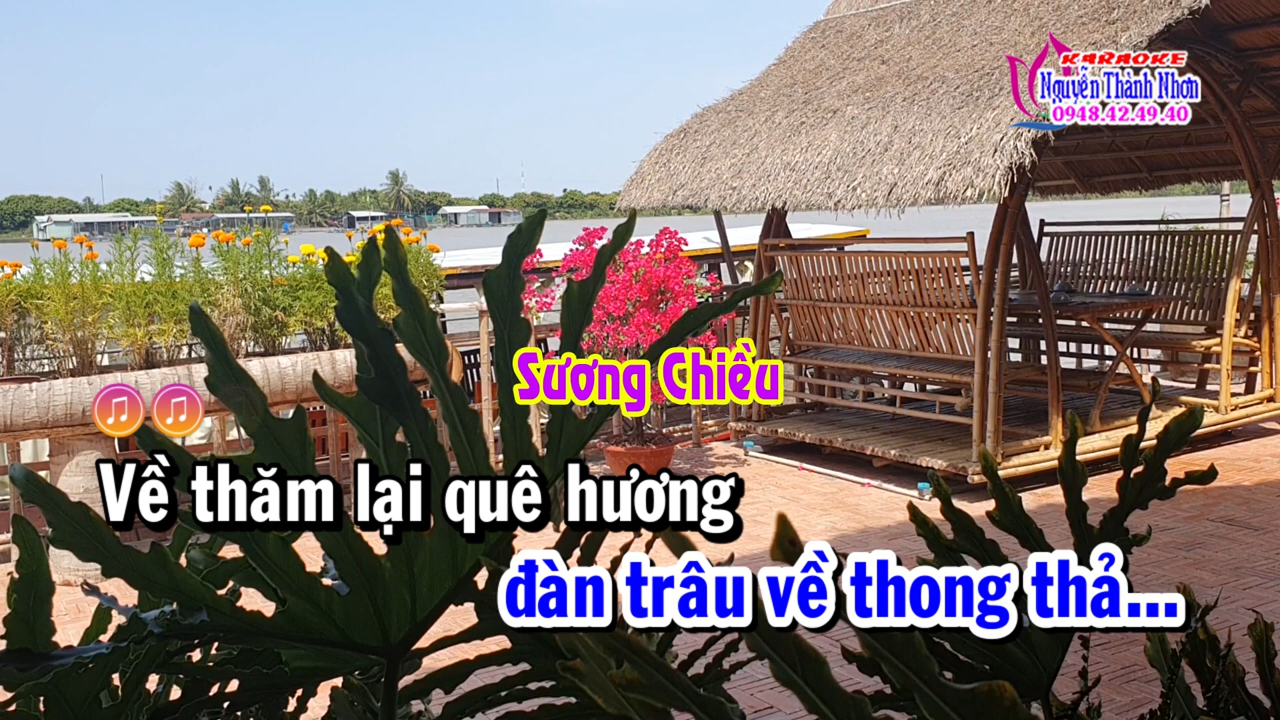 KARAOKE
Nguyễn Thành Nhơn
0948.42.49.40
Sương Chiều
Về thăm lại quê hương
đàn trâu về thong thả...